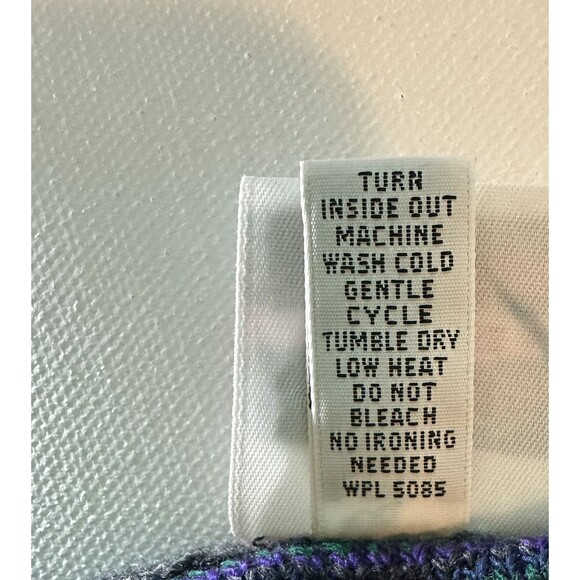 TURN
INSIDE OUT
MACHINE
WASH COLD
GENTLE
CYCLE
TUMBLE DRY
LOW HEAT
DO NOT
BLEACH
NO IRONING
NEEDED
WPL 5085